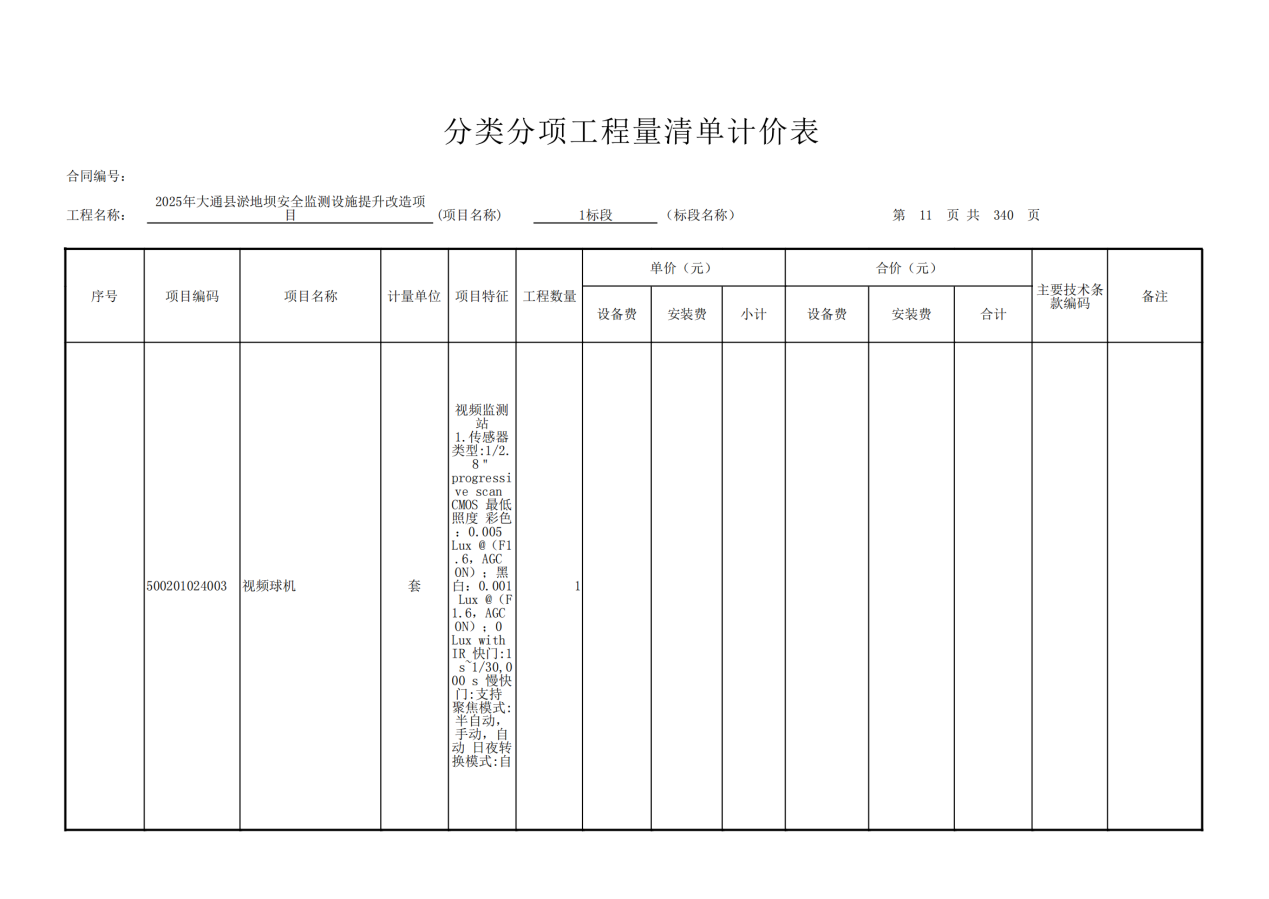 分类分项工程量清单计价表
合同编号：
2025年大通县淤地坝安全监测设施提升改造项
工程名称： 目 (项目名称) 1标段 （标段名称） 第 11 页 共 340 页
序号 项目编码 项目名称 计量单位 项目特征 工程数量 单价（元） 合价（元） 主要技术条 备注
款编码
设备费 安装费 小计 设备费 安装费 合计
视频监测
站
1.传感器
类型:1/2.
8＂
progressi
ve scan
CMOS 最低
照度 彩色
：0.005
Lux @（F1
.6，AGC
ON）；黑
500201024003 视频球机 套 白：0.001 1
Lux @（F
1.6，AGC
ON）；0
Lux with
IR 快门:1
s~1/30,0
00 s 慢快
门:支持
聚焦模式:
半自动，
手动，自
动 日夜转
换模式:自